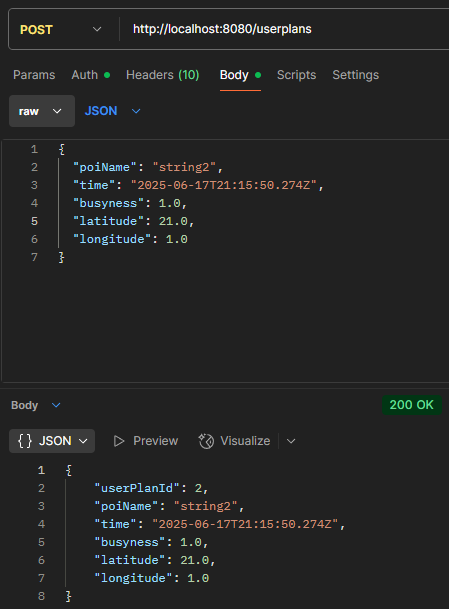 POST http://localhost:8080/userplans
Params Auth Headers (10) Body Scripts Settings
raw JSON
1 {
2 "poiName": "string2",
3 "time": "2025-06-17T21:15:50.274Z",
4 "busyness": 1.0,
5 "latitude": 21.0,
6 "longitude": 1.0
7 }
Body 200 OK
{} JSON Preview Visualize
1 {
2 "userPlanId": 2,
3 "poiName": "string2",
4 "time": "2025-06-17T21:15:50.274Z",
5 "busyness": 1.0,
6 "latitude": 21.0,
7 "longitude": 1.0
8 }